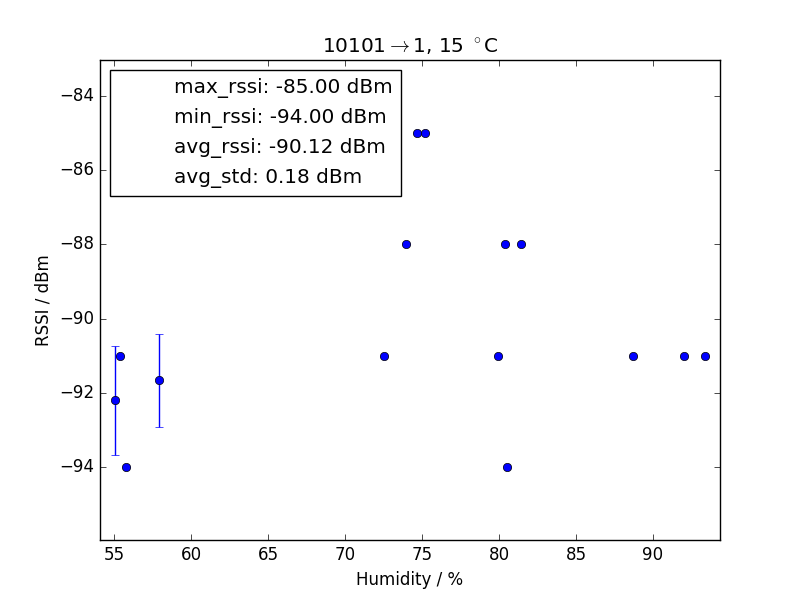 10101→1, 15 °C
max_rssi: -85.00 dBm
min_rssi: -94.00 dBm
avg_rssi: -90.12 dBm
avg_std: 0.18 dBm
RSSI / dBm
−84
−86
−88
−90
−92
−94
55 60 65 70 75 80 85 90
Humidity / %